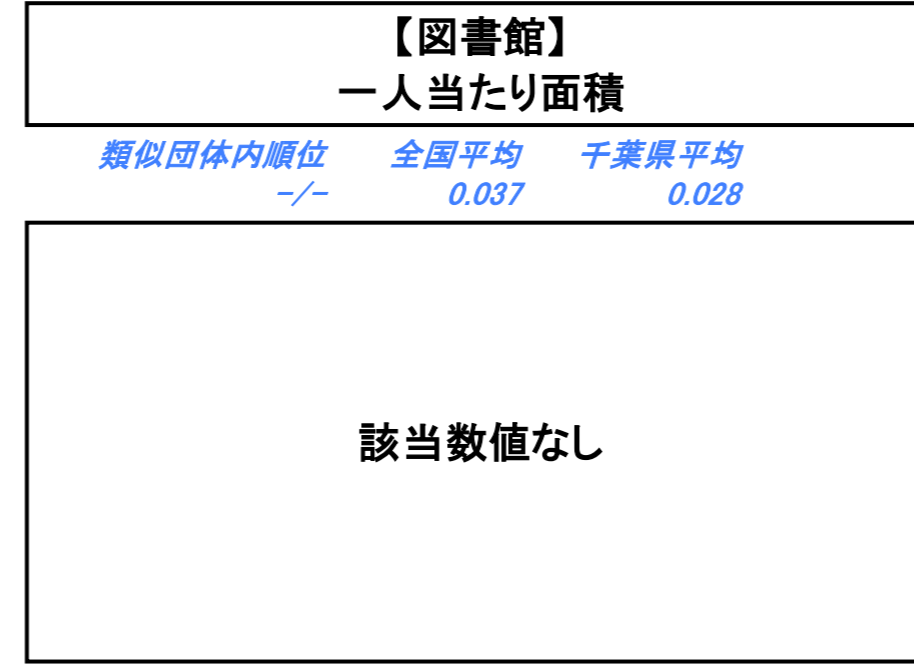 【図書館】
一人当たり面積
類似団体内順位 全国平均 千葉県平均
-/- 0.037 0.028
該当数値なし